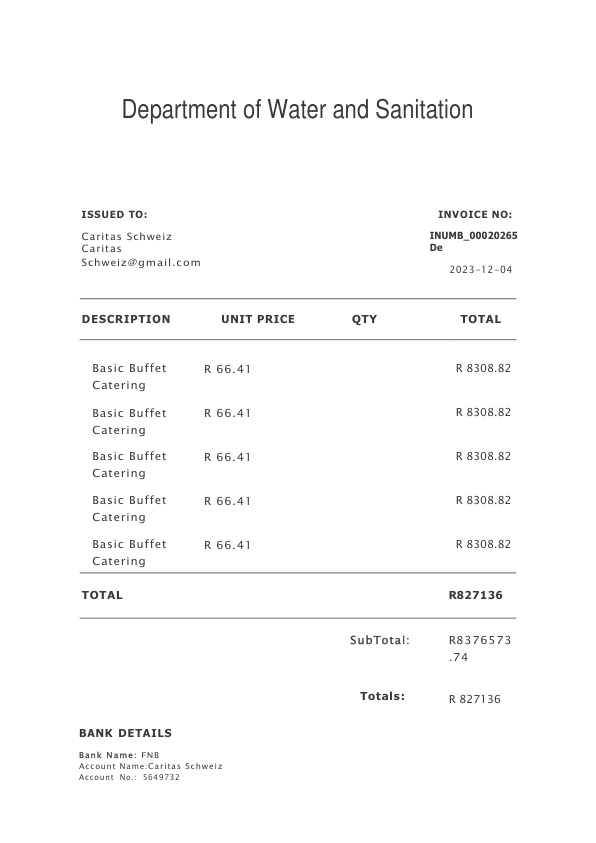 Department of Water and Sanitation
ISSUED TO:
INVOICE NO:
Caritas Schweiz
Caritas
Schweiz@gmail.com
INUMB_00020265
De
2023-12-04
DESCRIPTION UNIT PRICE QTY TOTAL
Basic Buffet R 66.41 R 8308.82
Catering
Basic Buffet R 66.41 R 8308.82
Catering
Basic Buffet R 66.41 R 8308.82
Catering
Basic Buffet R 66.41 R 8308.82
Catering
Basic Buffet R 66.41 R 8308.82
Catering
TOTAL R827136
SubTotal: R8376573
.74
Totals: R 827136
BANK DETAILS
Bank Name: FNB
Account Name:Caritas Schweiz
Account No.: 5649732